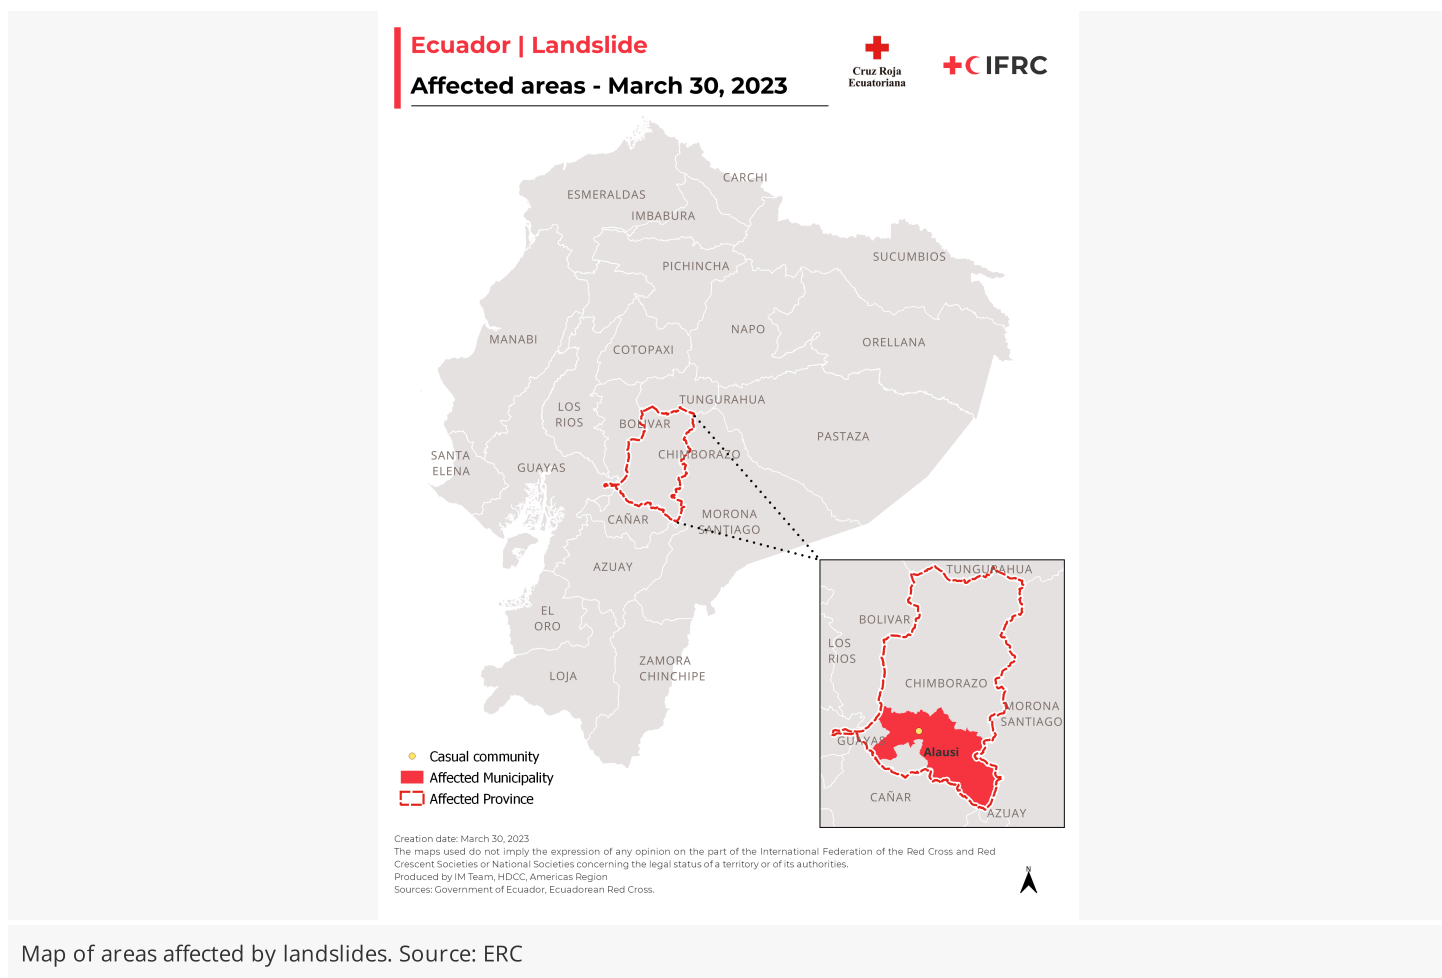 Ecuador | Landslide
Affected areas - March 30, 2023
Cruz Roja
Ecuatoriana
IFRC
CARCHI
ESMERALDAS
IMBABURA
SUCUMBIOS
PICHINCHA
NAPO
MANABI
ORELLANA
COTOPAXI
TUNGURAHUA
LOS
RIOS
BOLIVAR
PASTAZA
CHIMBORAZO
SANTA
ELENA
GUAYAS
MORONA
SANTIAGO
CAÑAR
AZUAY
EL
ORO
ZAMORA
CHINCHIPE
LOJA
TUNGURAHUA
BOLIVAR
LOS
RIOS
CHIMBORAZO
MORONA
SANTIAGO
GUAYAS
Alausi
CAÑAR
AZUAY
Casual community
Affected Municipality
Affected Province
Creation date: March 30, 2023
The maps used do not imply the expression of any opinion on the part of the International Federation of the Red Cross and Red
Crescent Societies or National Societies concerning the legal status of a territory or of its authorities.
Produced by IM Team, HDCC, Americas Region
Sources: Government of Ecuador, Ecuadorean Red Cross.
N
Map of areas affected by landslides. Source: ERC